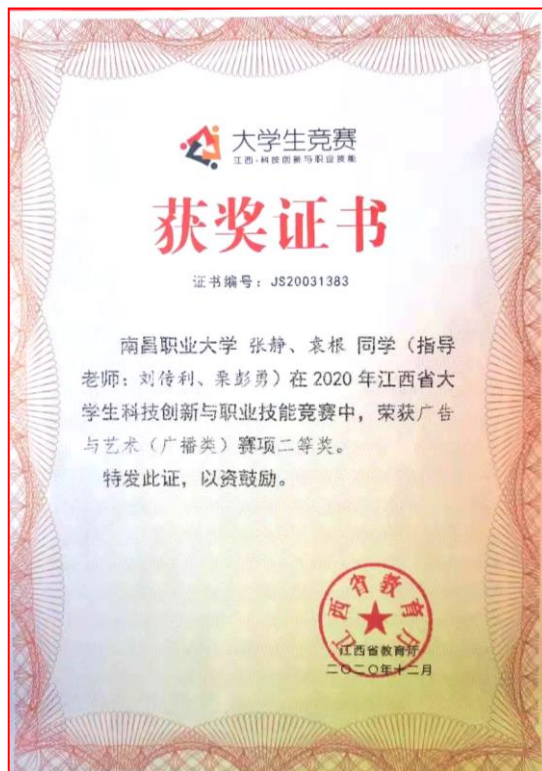 大学生竞赛
江西·科技创新与职业技能
获奖证书
证书编号：JS20031383
南昌职业大学 张静、袁根 同学（指导
老师：刘传利、栗彭勇）在 2020 年江西省大
学生科技创新与职业技能竞赛中，荣获广告
与艺术（广播类）赛项二等奖。
特发此证，以资鼓励。
江西省教育厅
江西省教育厅
二〇二〇年十二月